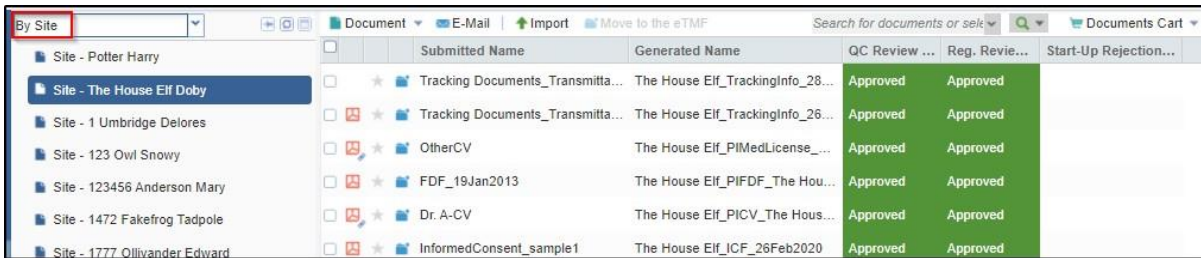 By Site
Document E-Mail Import Move to the eTMF Search for documents or sele Documents Cart
Site - Potter Harry
Site - The House Elf Doby
Site - 1 Umbridge Delores
Site - 123 Owl Snowy
Site - 123456 Anderson Mary
Site - 1472 Fakefrog Tadpole
Site - 1777 Ollivander Edward
Submitted Name Generated Name QC Review ... Reg. Revie... Start-Up Rejection...
Tracking Documents_Transmitta... The House Elf_TrackingInfo_28... Approved Approved
Tracking Documents_Transmitta... The House Elf_TrackingInfo_26... Approved Approved
OtherCV The House Elf_PIMedLicense_... Approved Approved
FDF_19Jan2013 The House Elf_PIFDF_The Hou... Approved Approved
Dr. A-CV The House Elf_PICV_The Hous... Approved Approved
InformedConsent_sample1 The House Elf_ICF_26Feb2020 Approved Approved